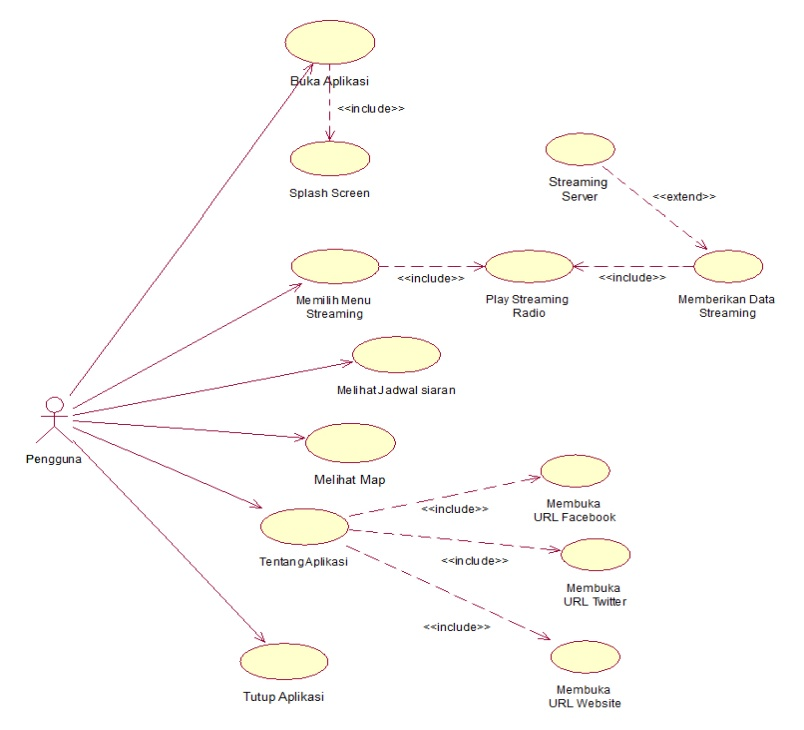 Buka Aplikasi
<<include>>
Splash Screen
Streaming
Server
<<extend>>
Memilih Menu
Streaming
<<include>>
Play Streaming
Radio
<<include>>
Memberikan Data
Streaming
Melihat Jadwal siaran
Pengguna
Melihat Map
<<include>>
Membuka
URL Facebook
Tentang Aplikasi
<<include>>
Membuka
URL Twitter
<<include>>
Membuka
URL Website
Tutup Aplikasi